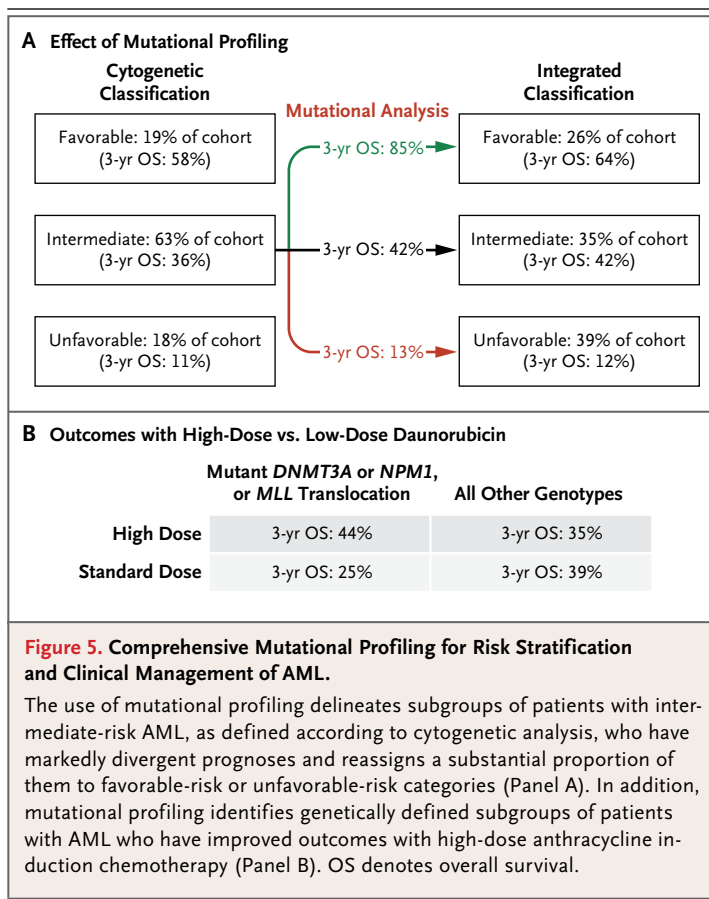 A Effect of Mutational Profiling
Cytogenetic
Classification
Integrated
Classification
Mutational Analysis
Favorable: 19% of cohort
(3-yr OS: 58%)
3-yr OS: 85%
Favorable: 26% of cohort
(3-yr OS: 64%)
Intermediate: 63% of cohort
(3-yr OS: 36%)
3-yr OS: 42%
Intermediate: 35% of cohort
(3-yr OS: 42%)
Unfavorable: 18% of cohort
(3-yr OS: 11%)
3-yr OS: 13%
Unfavorable: 39% of cohort
(3-yr OS: 12%)
B Outcomes with High-Dose vs. Low-Dose Daunorubicin
Mutant DNMT3A or NPM1,
or MLL Translocation
All Other Genotypes
High Dose
3-yr OS: 44%
3-yr OS: 35%
Standard Dose
3-yr OS: 25%
3-yr OS: 39%
Figure 5. Comprehensive Mutational Profiling for Risk Stratification
and Clinical Management of AML.
The use of mutational profiling delineates subgroups of patients with inter-
mediate-risk AML, as defined according to cytogenetic analysis, who have
markedly divergent prognoses and reassigns a substantial proportion of
them to favorable-risk or unfavorable-risk categories (Panel A). In addition,
mutational profiling identifies genetically defined subgroups of patients
with AML who have improved outcomes with high-dose anthracycline in-
duction chemotherapy (Panel B). OS denotes overall survival.